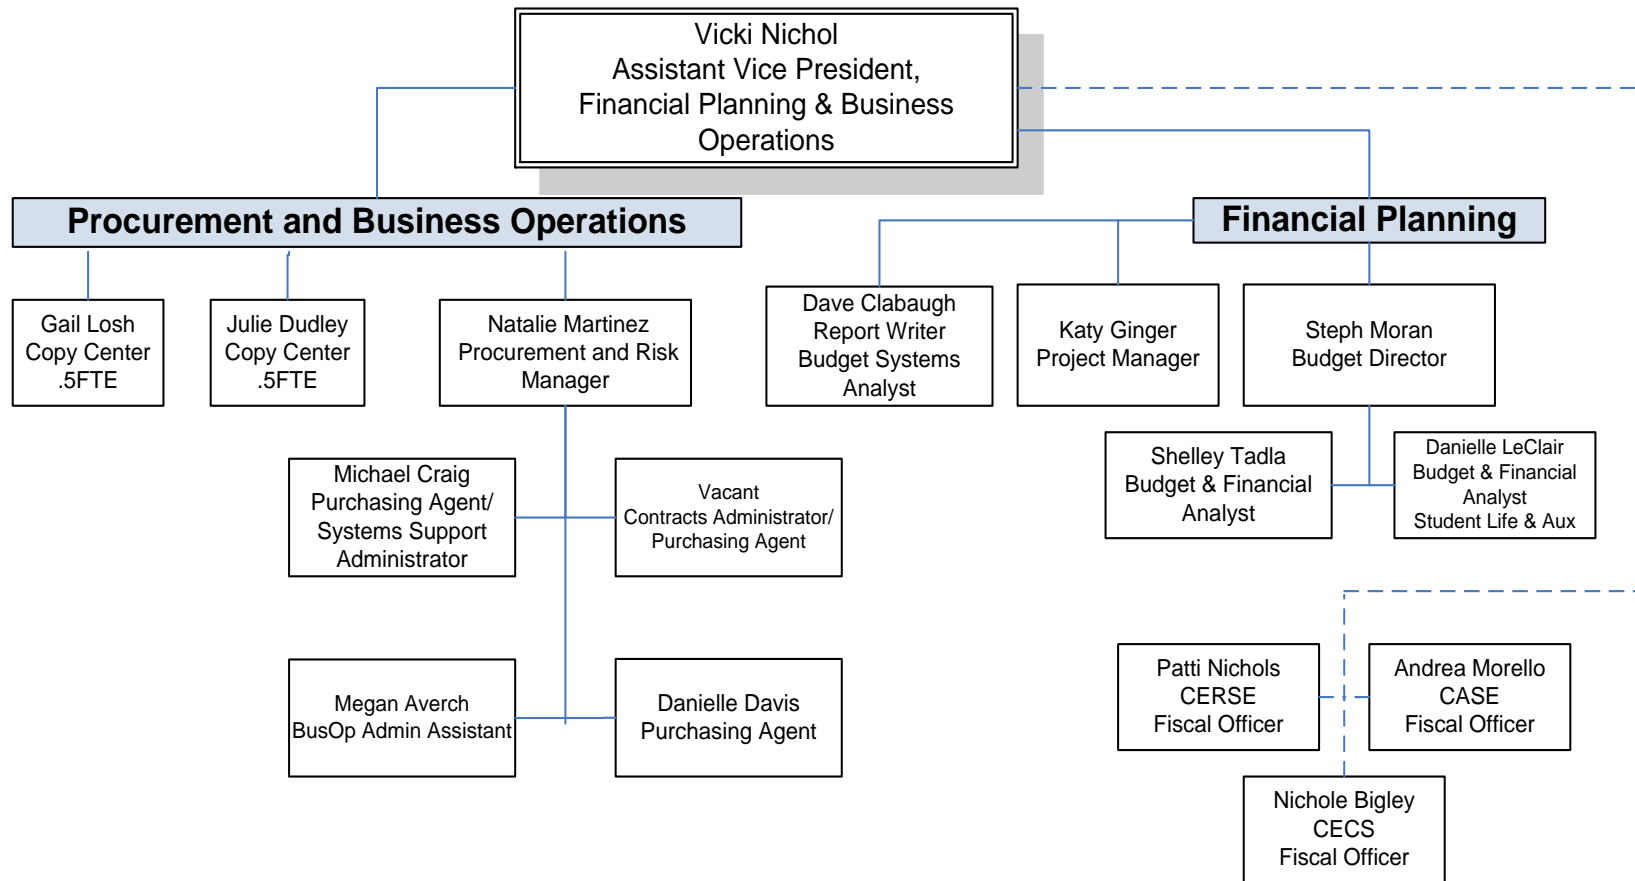 Vicki Nichol
Assistant Vice President,
Financial Planning & Business
Operations
Procurement and Business Operations
Financial Planning
Gail Losh
Copy Center
.5FTE
Julie Dudley
Copy Center
.5FTE
Natalie Martinez
Procurement and Risk
Manager
Dave Clabaugh
Report Writer
Budget Systems
Analyst
Katy Ginger
Project Manager
Steph Moran
Budget Director
Michael Craig
Purchasing Agent/
Systems Support
Administrator
Vacant
Contracts Administrator/
Purchasing Agent
Shelley Tadla
Budget & Financial
Analyst
Danielle LeClair
Budget & Financial
Analyst
Student Life & Aux
Megan Averch
BusOp Admin Assistant
Danielle Davis
Purchasing Agent
Patti Nichols
CERSE
Fiscal Officer
Andrea Morello
CASE
Fiscal Officer
Nichole Bigley
CECS
Fiscal Officer